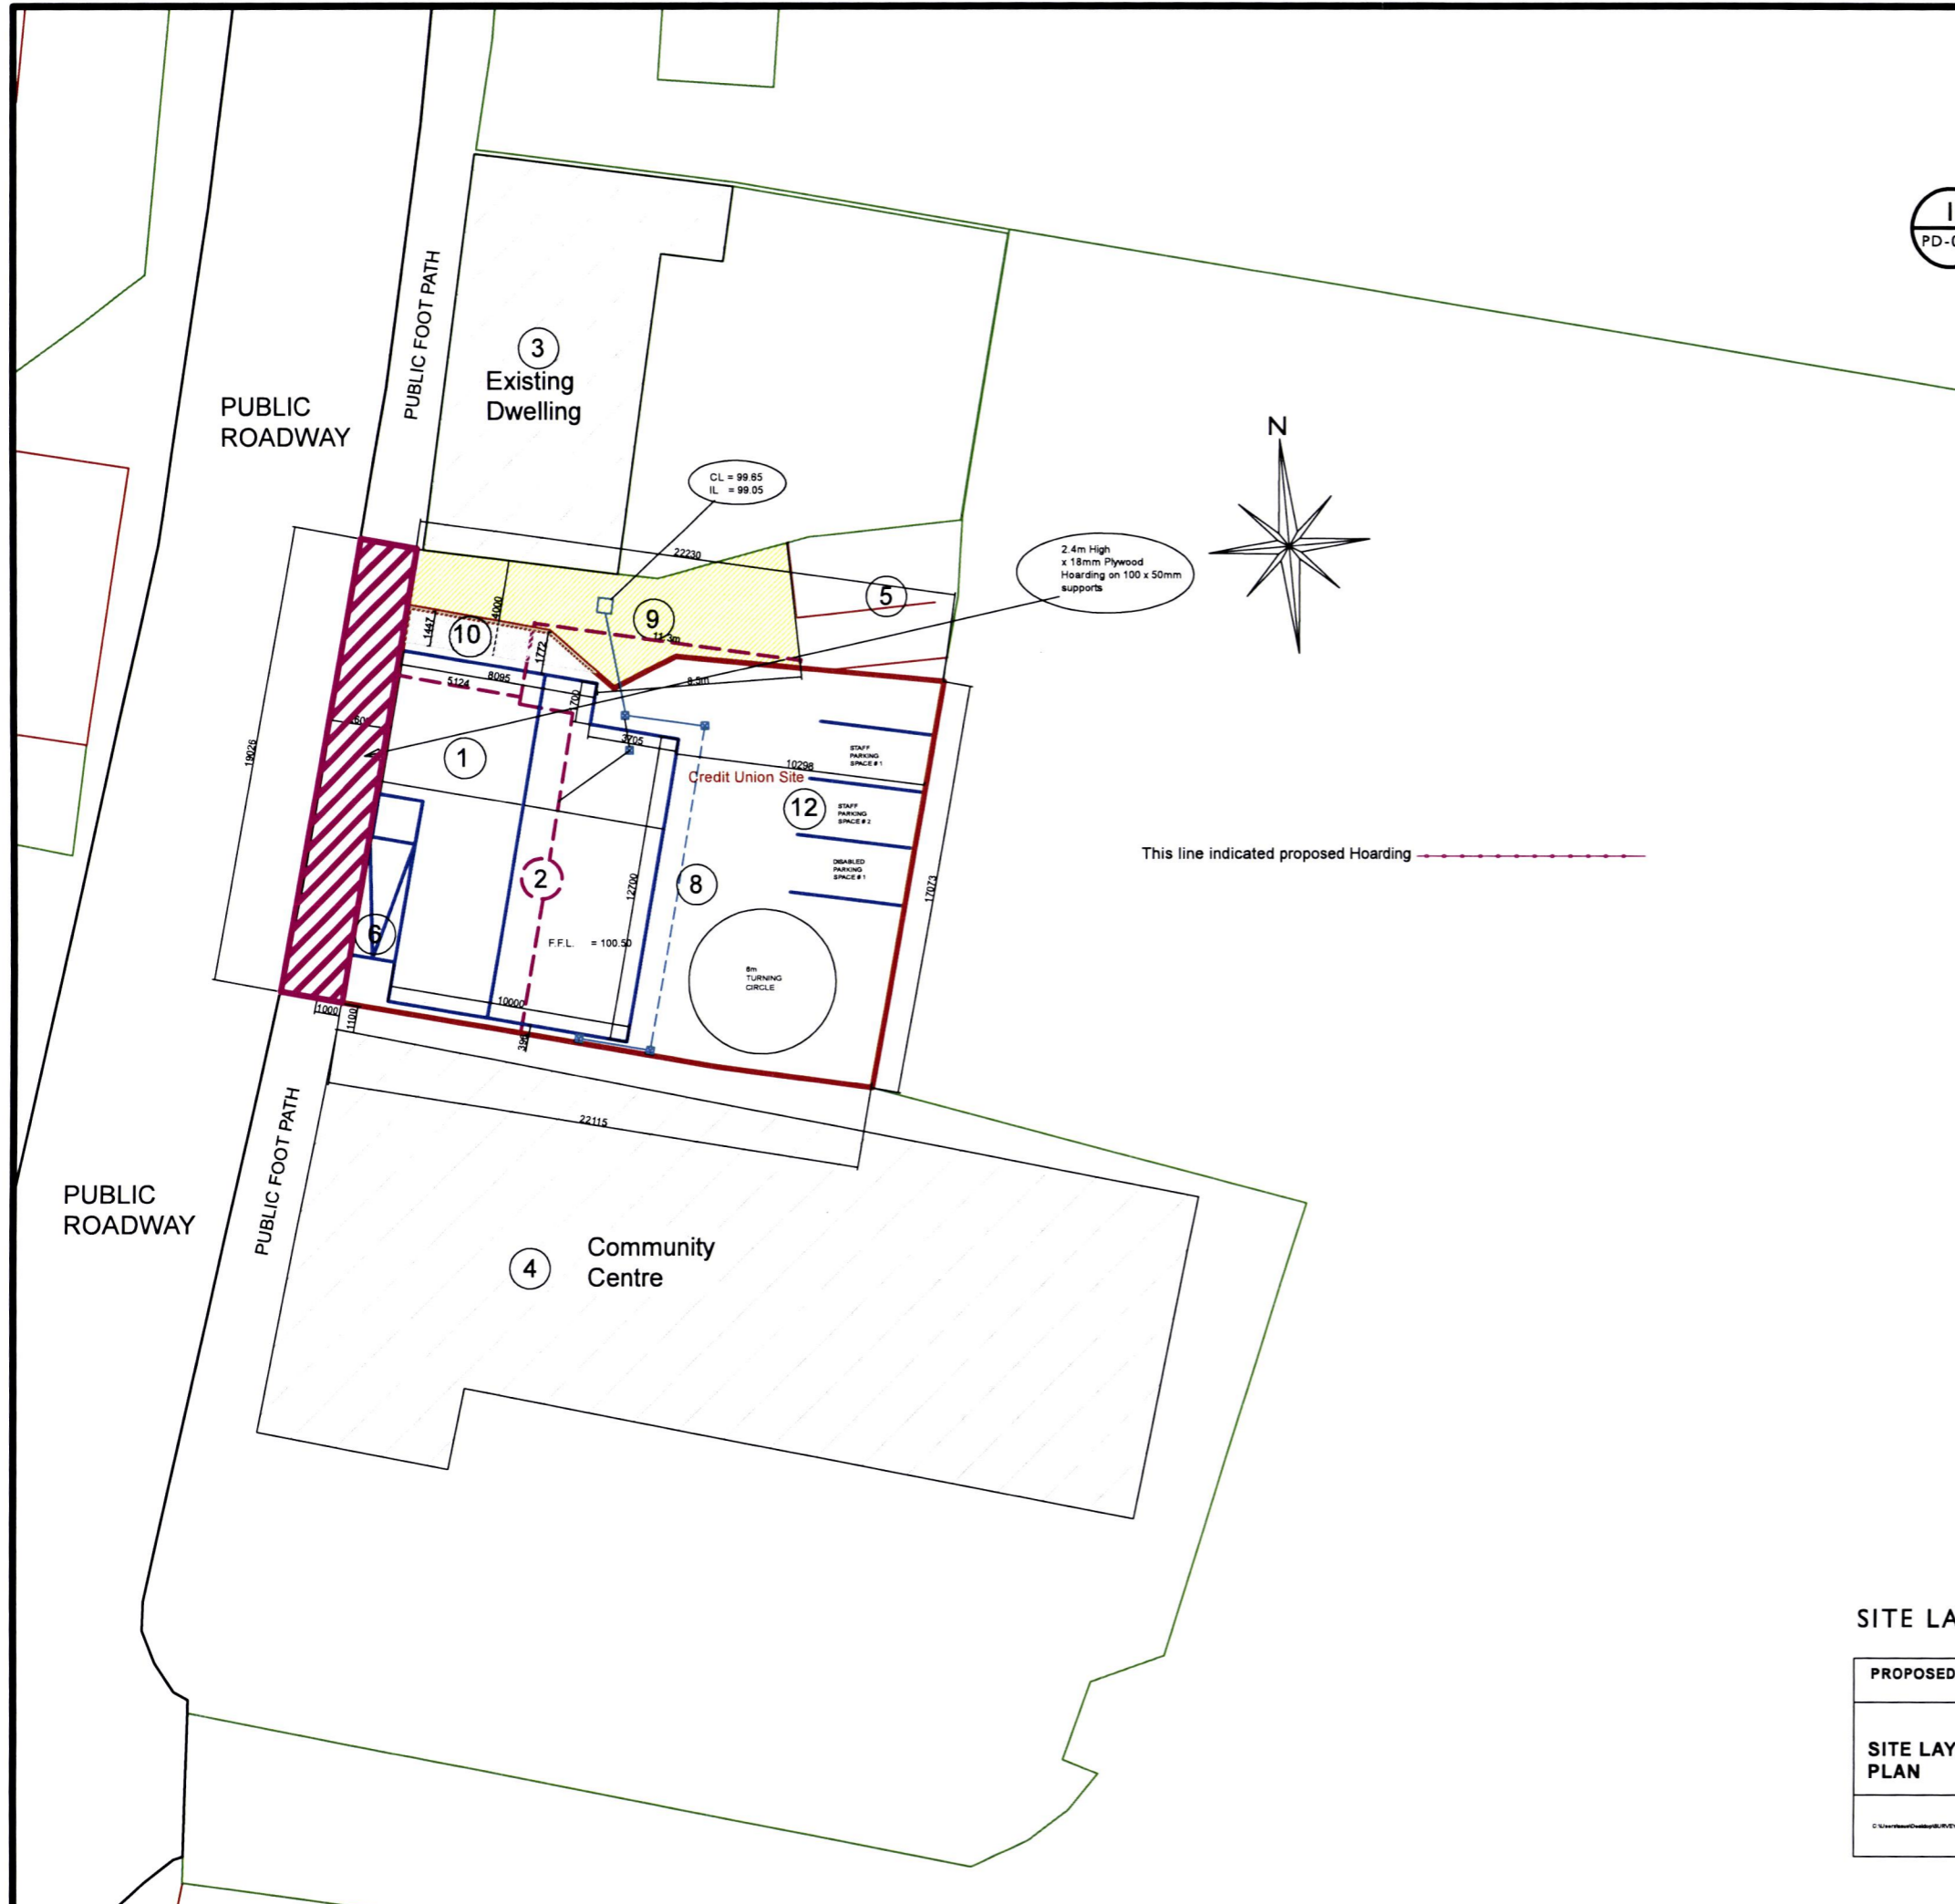 PUBLIC FOOT PATH
3
Existing
Dwelling
PUBLIC
ROADWAY
N
CL = 99.65
IL = 99.05
2.4m High
x 18mm Plywood
Hoarding on 100 x 50mm
supports
22230
5
4000
9
11.3m
1447
10
1772
8095
5124
8.5m
1700
3705
10298
19026
1
Credit Union Site
STAFF
PARKING
SPACE # 1
12
STAFF
PARKING
SPACE # 2
DISABLED
PARKING
SPACE # 1
This line indicated proposed Hoarding
2
12700
8
17073
6
F.F.L. = 100.50
6m
TURNING
CIRCLE
10000
1000
1100
22115
PUBLIC FOOT PATH
PUBLIC
ROADWAY
4
Community
Centre
SITE LA
PROPOSED
SITE LAY
PLAN